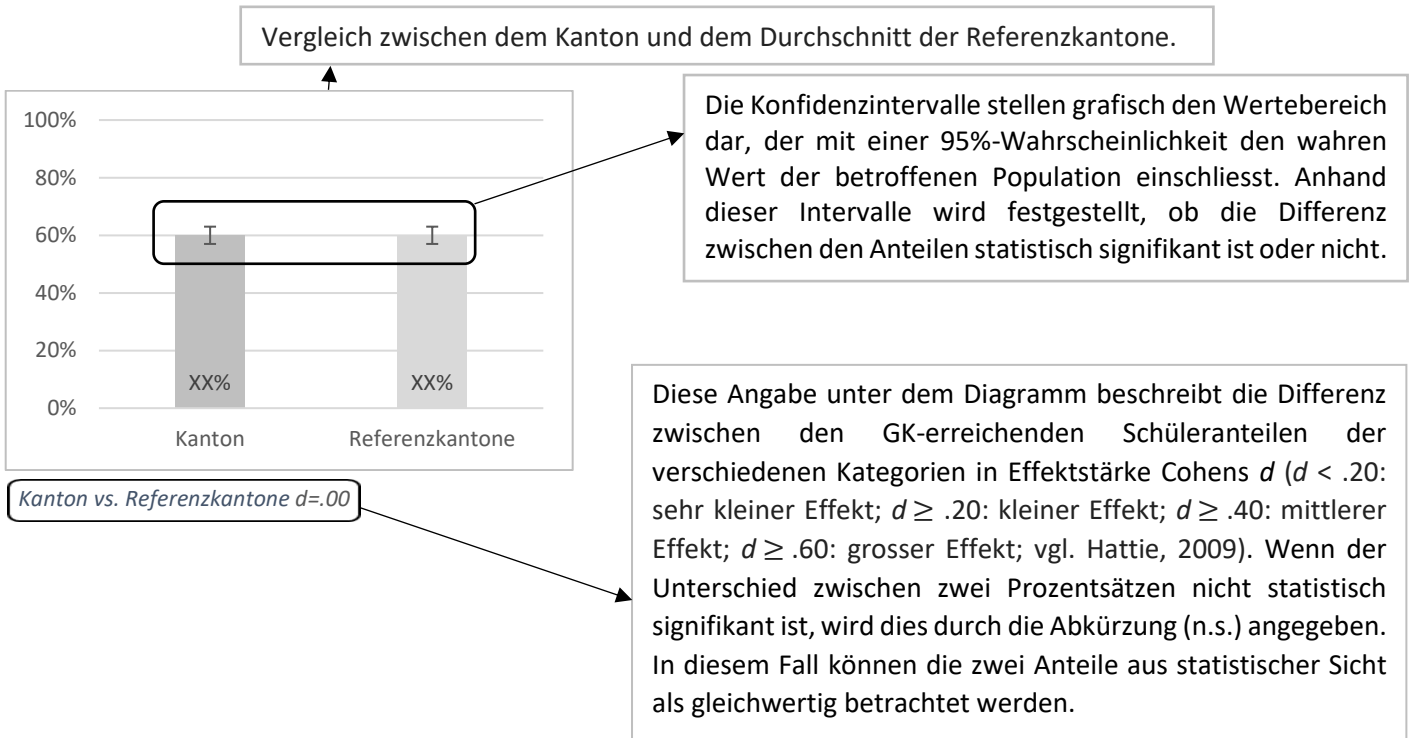 Vergleich zwischen dem Kanton und dem Durchschnitt der Referenzkantone.
100%
80%
60%
40%
20%
0%
XX%
XX%
Kanton
Referenzkantone
Kanton vs. Referenzkantone d=.00
Die Konfidenzintervalle stellen grafisch den Wertebereich
dar, der mit einer 95%-Wahrscheinlichkeit den wahren
Wert der betroffenen Population einschliesst. Anhand
dieser Intervalle wird festgestellt, ob die Differenz
zwischen den Anteilen statistisch signifikant ist oder nicht.
Diese Angabe unter dem Diagramm beschreibt die Differenz
zwischen den GK-erreichenden Schüleranteilen der
verschiedenen Kategorien in Effektstärke Cohens d (d < .20:
sehr kleiner Effekt; d ≥ .20: kleiner Effekt; d ≥ .40: mittlerer
Effekt; d ≥ .60: grosser Effekt; vgl. Hattie, 2009). Wenn der
Unterschied zwischen zwei Prozentsätzen nicht statistisch
signifikant ist, wird dies durch die Abkürzung (n.s.) angegeben.
In diesem Fall können die zwei Anteile aus statistischer Sicht
als gleichwertig betrachtet werden.